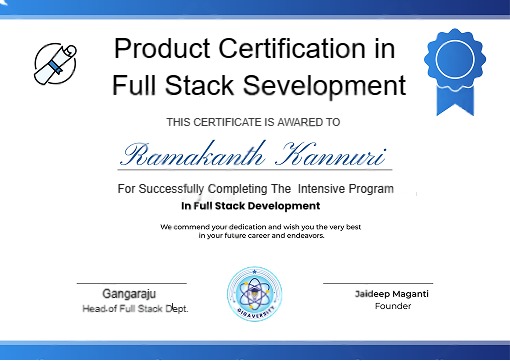 Product Certification in
Full Stack Sevelopment
THIS CERTIFICATE IS AWARED TO
Ramakanth Kannuri
For Successfully Completing The Intensive Program
In Full Stack Development
We commend your dedication and wish you the very best
in your future career and endeavors.
Gangaraju
Head of Full Stack Dept.
GIGAVERSITY
Jaideep Maganti
Founder